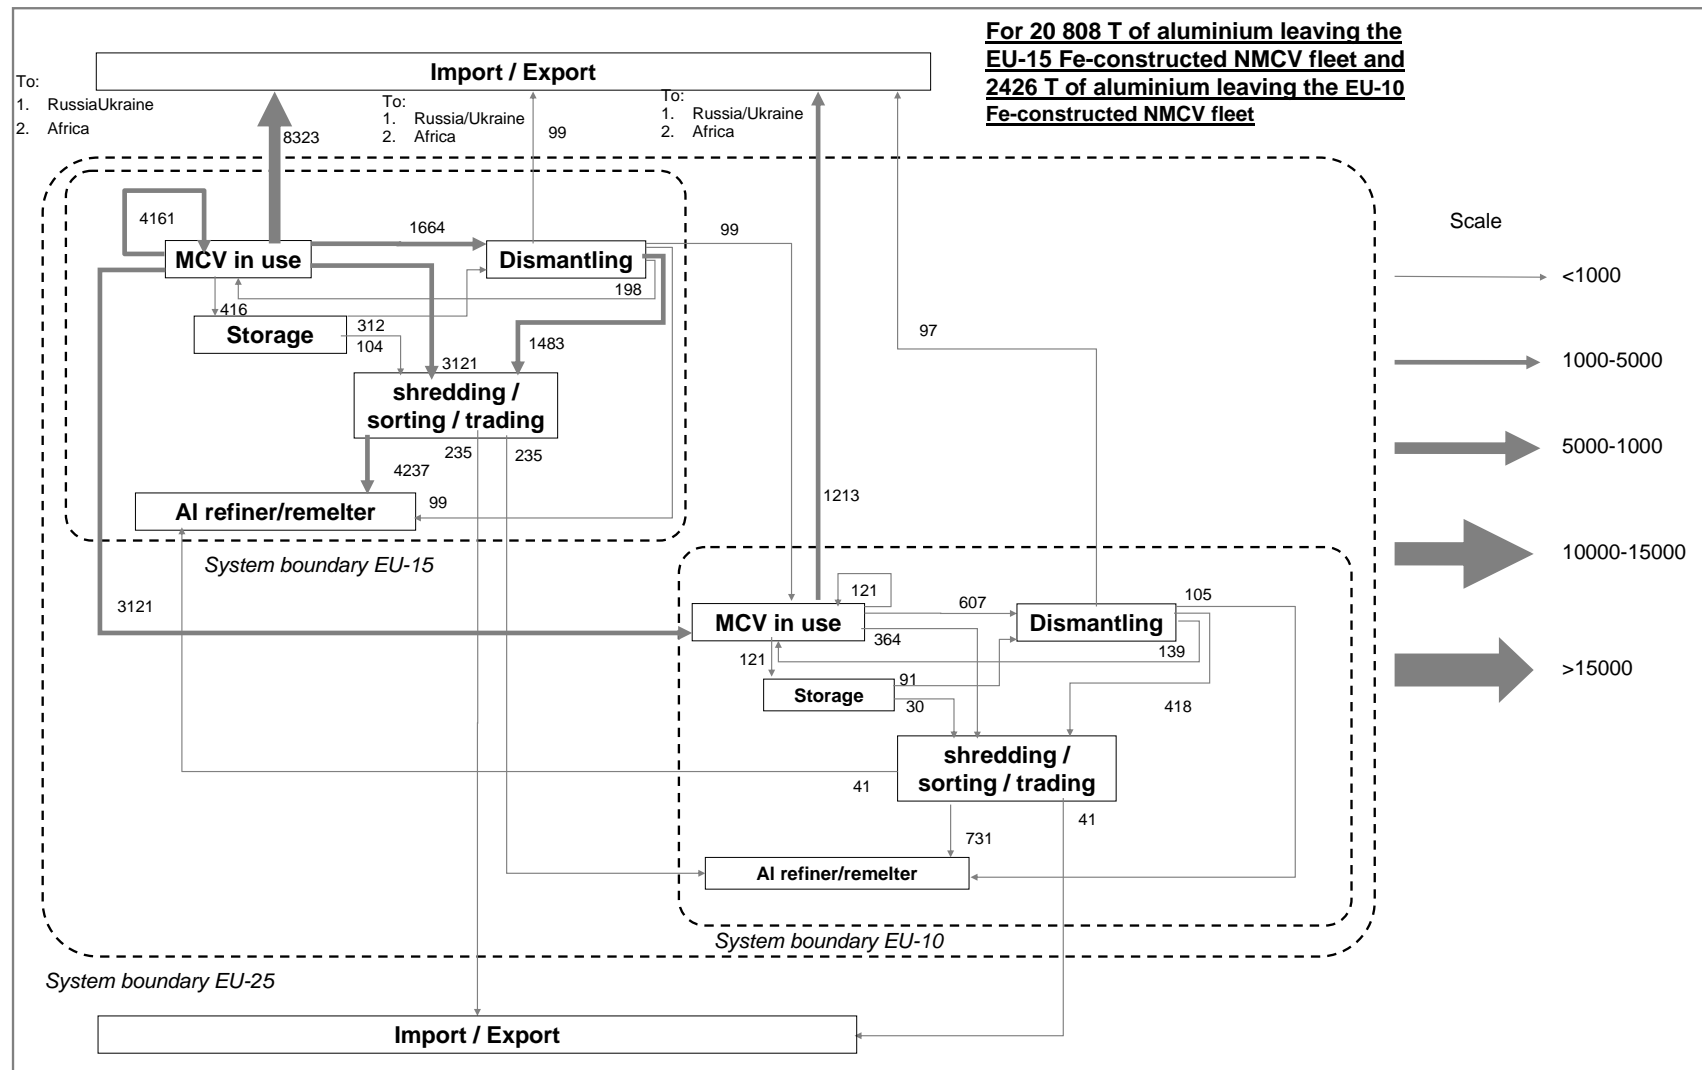 For 20 808 T of aluminium leaving the
EU-15 Fe-constructed NMCV fleet and
2426 T of aluminium leaving the EU-10
Fe-constructed NMCV fleet
Import / Export
To:
1. RussiaUkraine
2. Africa
8323
To:
1. Russia/Ukraine
2. Africa
99
To:
1. Russia/Ukraine
2. Africa
4161
1664
99
MCV in use
Dismantling
198
416
Storage
312
104
1483
3121
97
shredding /
sorting / trading
235
235
4237
1213
Al refiner/remelter
99
System boundary EU-15
3121
121
607
105
MCV in use
Dismantling
364
139
121
91
Storage
30
418
shredding /
sorting / trading
41
41
731
Al refiner/remelter
System boundary EU-10
System boundary EU-25
Import / Export
Scale
<1000
1000-5000
5000-1000
10000-15000
>15000